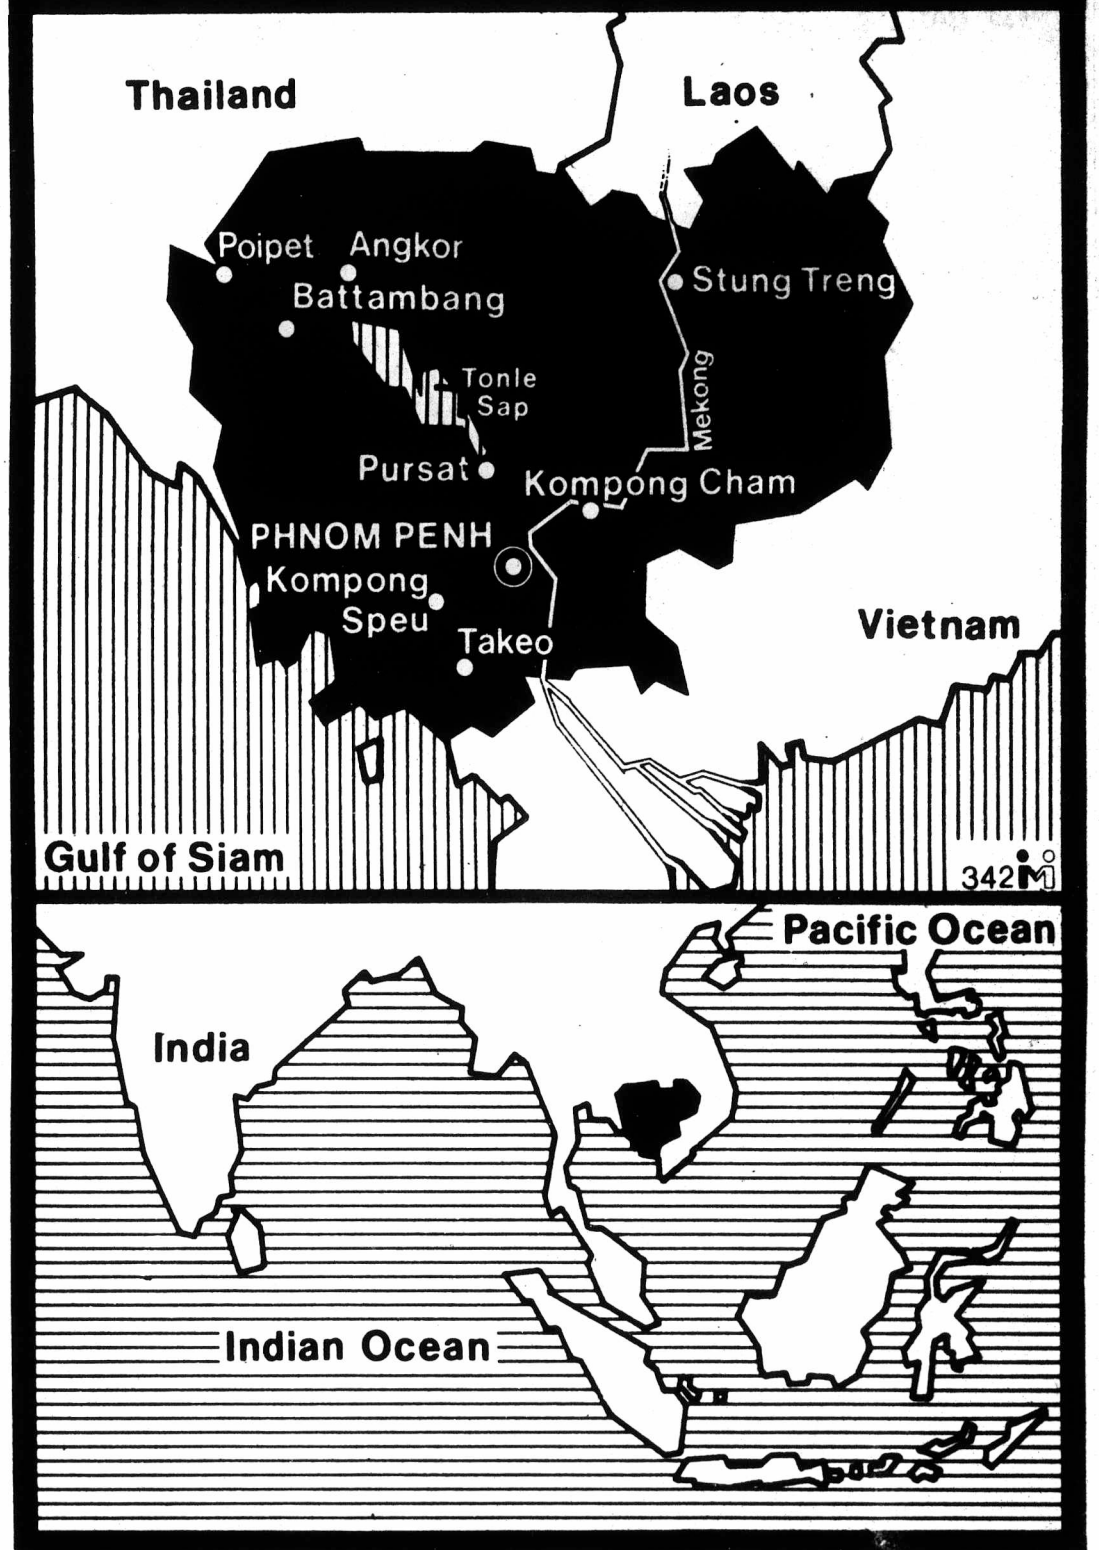 Thailand
Laos
Poipet
Angkor
Battambang
Stung Treng
Tonle
Sap
Mekong
Pursat
Kompong Cham
PHNOM PENH
Kompong
Speu
Takeo
Vietnam
Gulf of Siam
342
Pacific Ocean
India
Indian Ocean